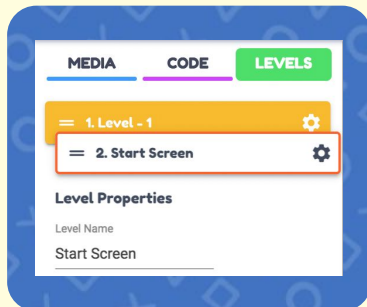 MEDIA CODE LEVELS
1. Level - 1
2. Start Screen
Level Properties
Level Name
Start Screen